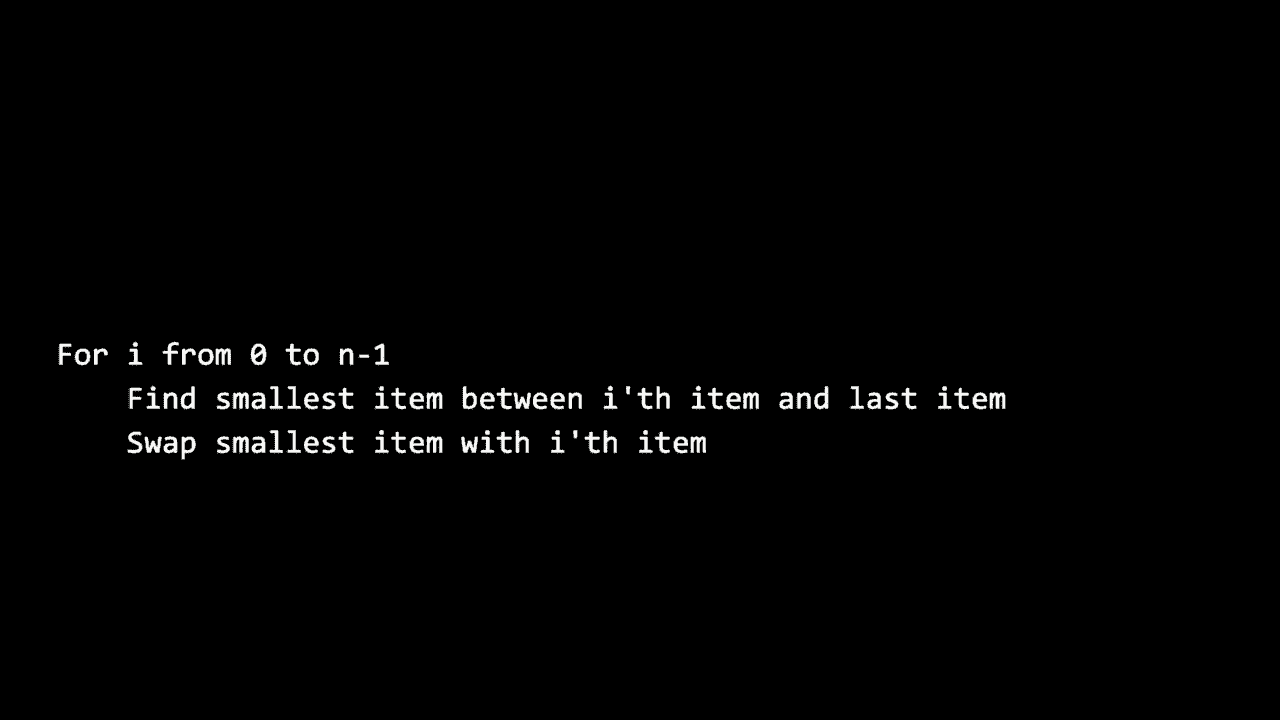 For i from 0 to n-1
    Find smallest item between i'th item and last item
    Swap smallest item with i'th item